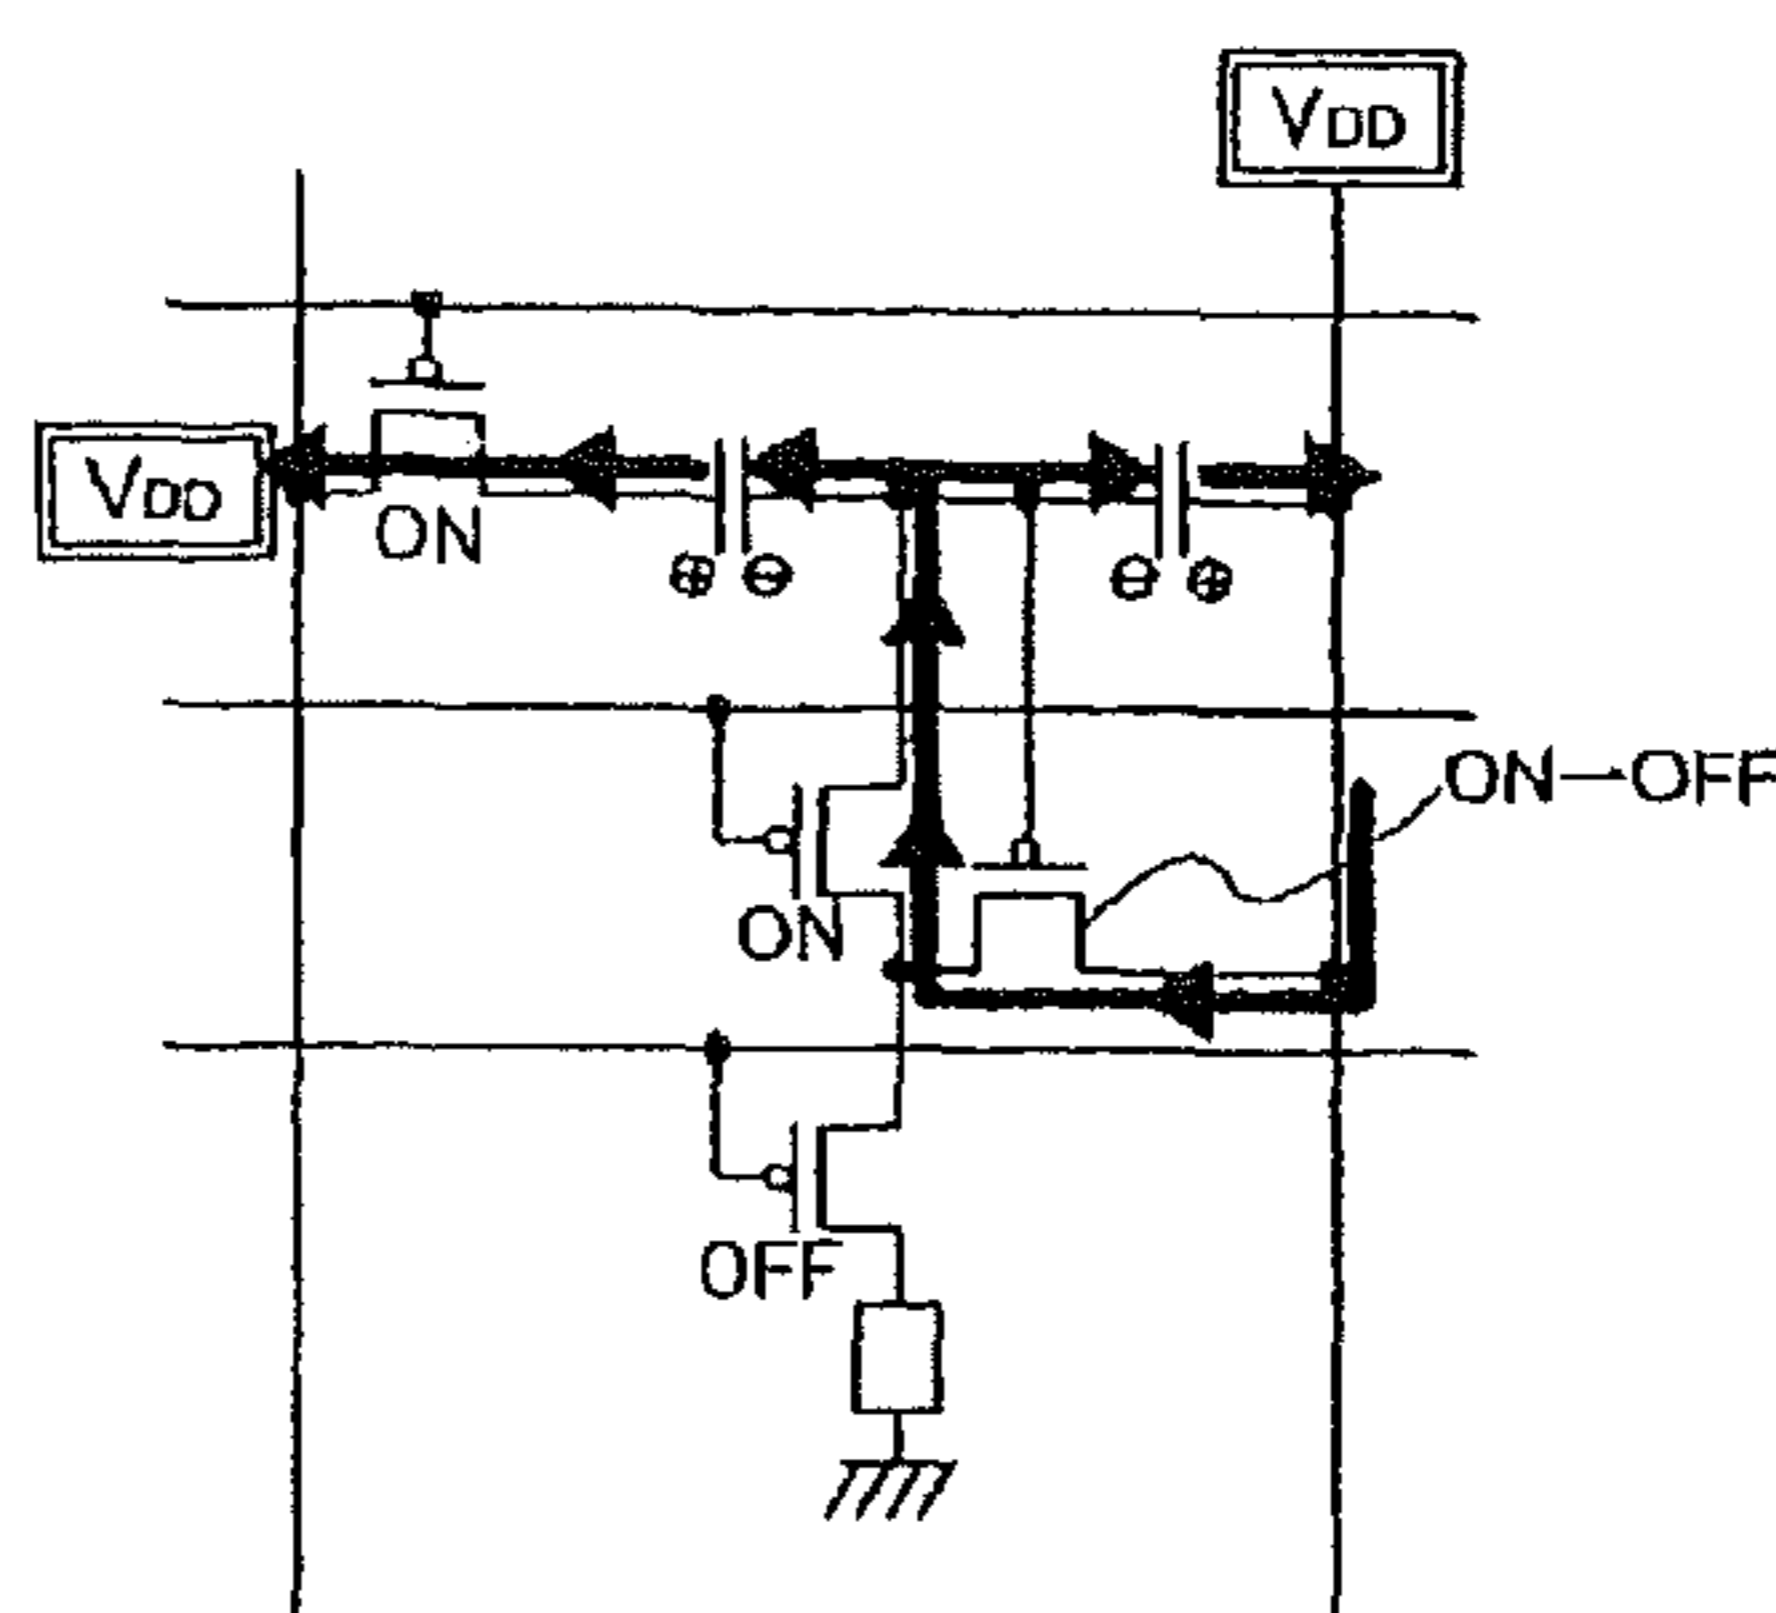 VDD
VDD
ON
⊕ ⊖
⊖ ⊕
ON→OFF
ON
OFF